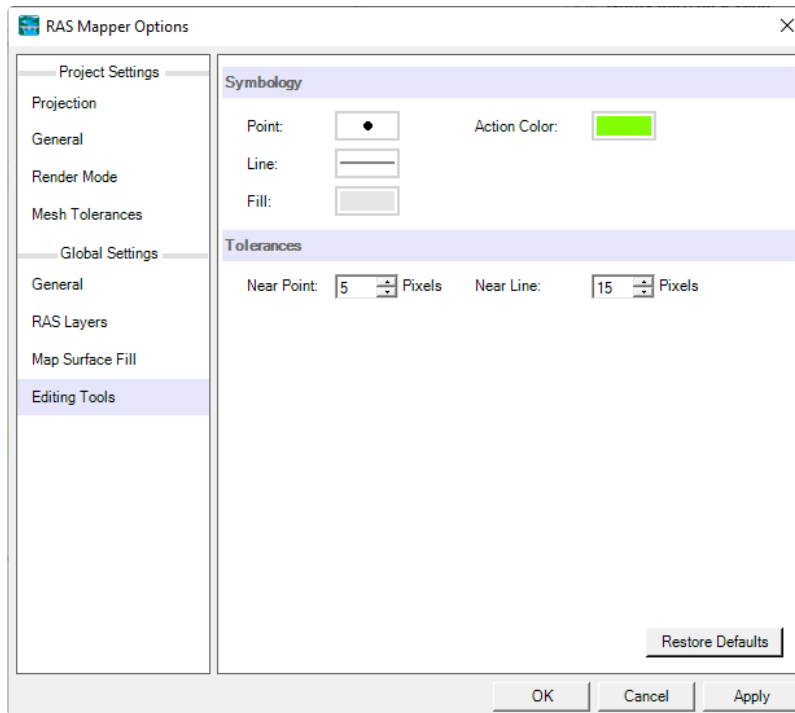 RAS Mapper Options
Project Settings
Projection
General
Render Mode
Mesh Tolerances
Global Settings
General
RAS Layers
Map Surface Fill
Editing Tools
Symbology
Point: Action Color:
Line:
Fill:
Tolerances
Near Point: 5 Pixels Near Line: 15 Pixels
Restore Defaults
OK Cancel Apply